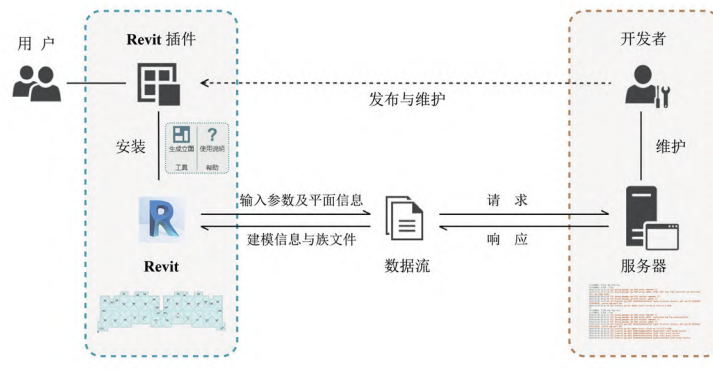 用 户
Revit 插件
开发者
发布与维护
安装
生成立面
使用说明
工具
帮助
维护
输入参数及平面信息
请 求
建模信息与族文件
响 应
R
Revit
数据流
服务器